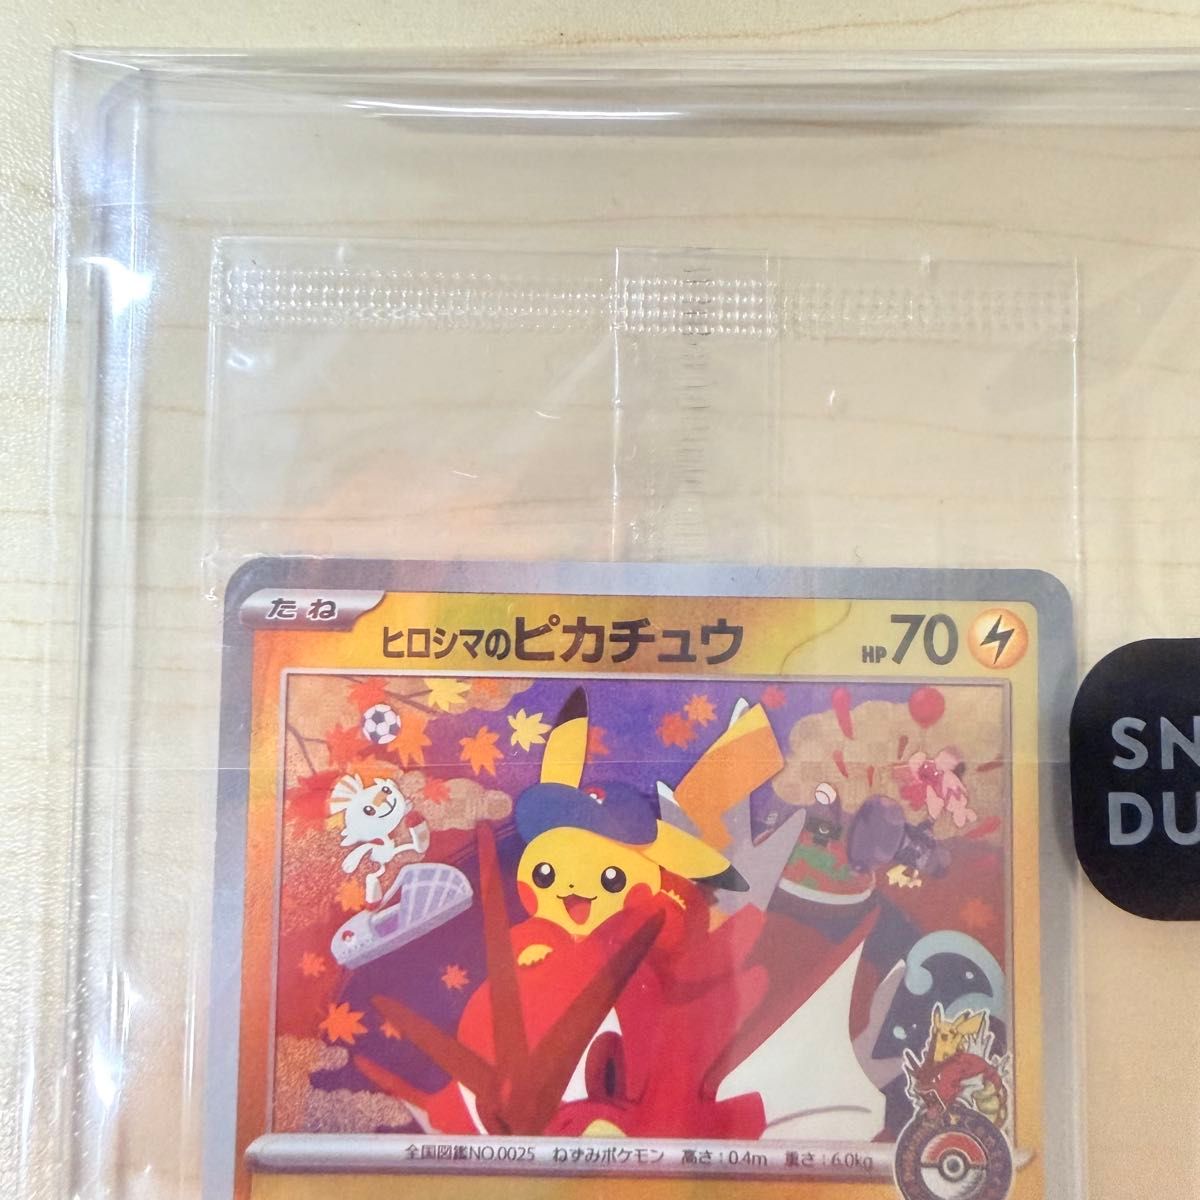 たね
ヒロシマのピカチュウ
HP70
SN
DU
全国図鑑NO.0025 ねずみポケモン 高さ:0.4m 重さ:6.0kg